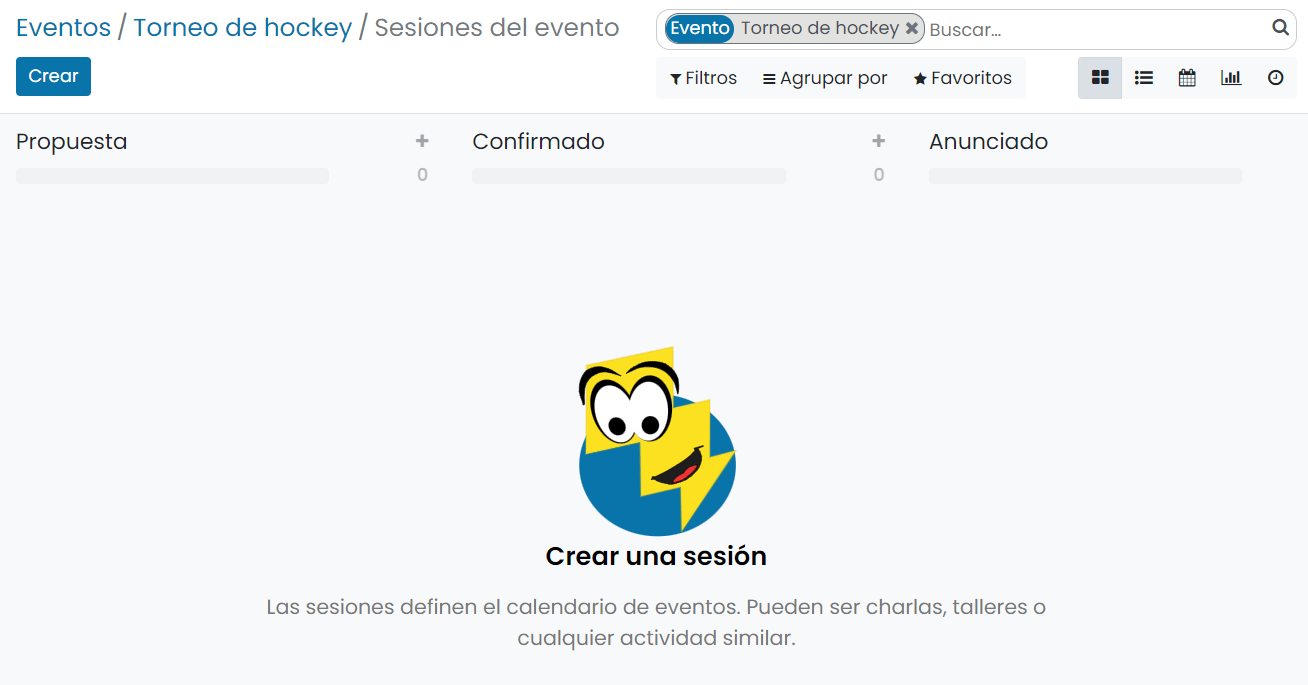 Eventos / Torneo de hockey / Sesiones del evento
Evento Torneo de hockey ✖ Buscar...
Crear
Filtros Agrupar por Favoritos
Propuesta + Confirmado + Anunciado
0 0
Crear una sesión
Las sesiones definen el calendario de eventos. Pueden ser charlas, talleres o
cualquier actividad similar.